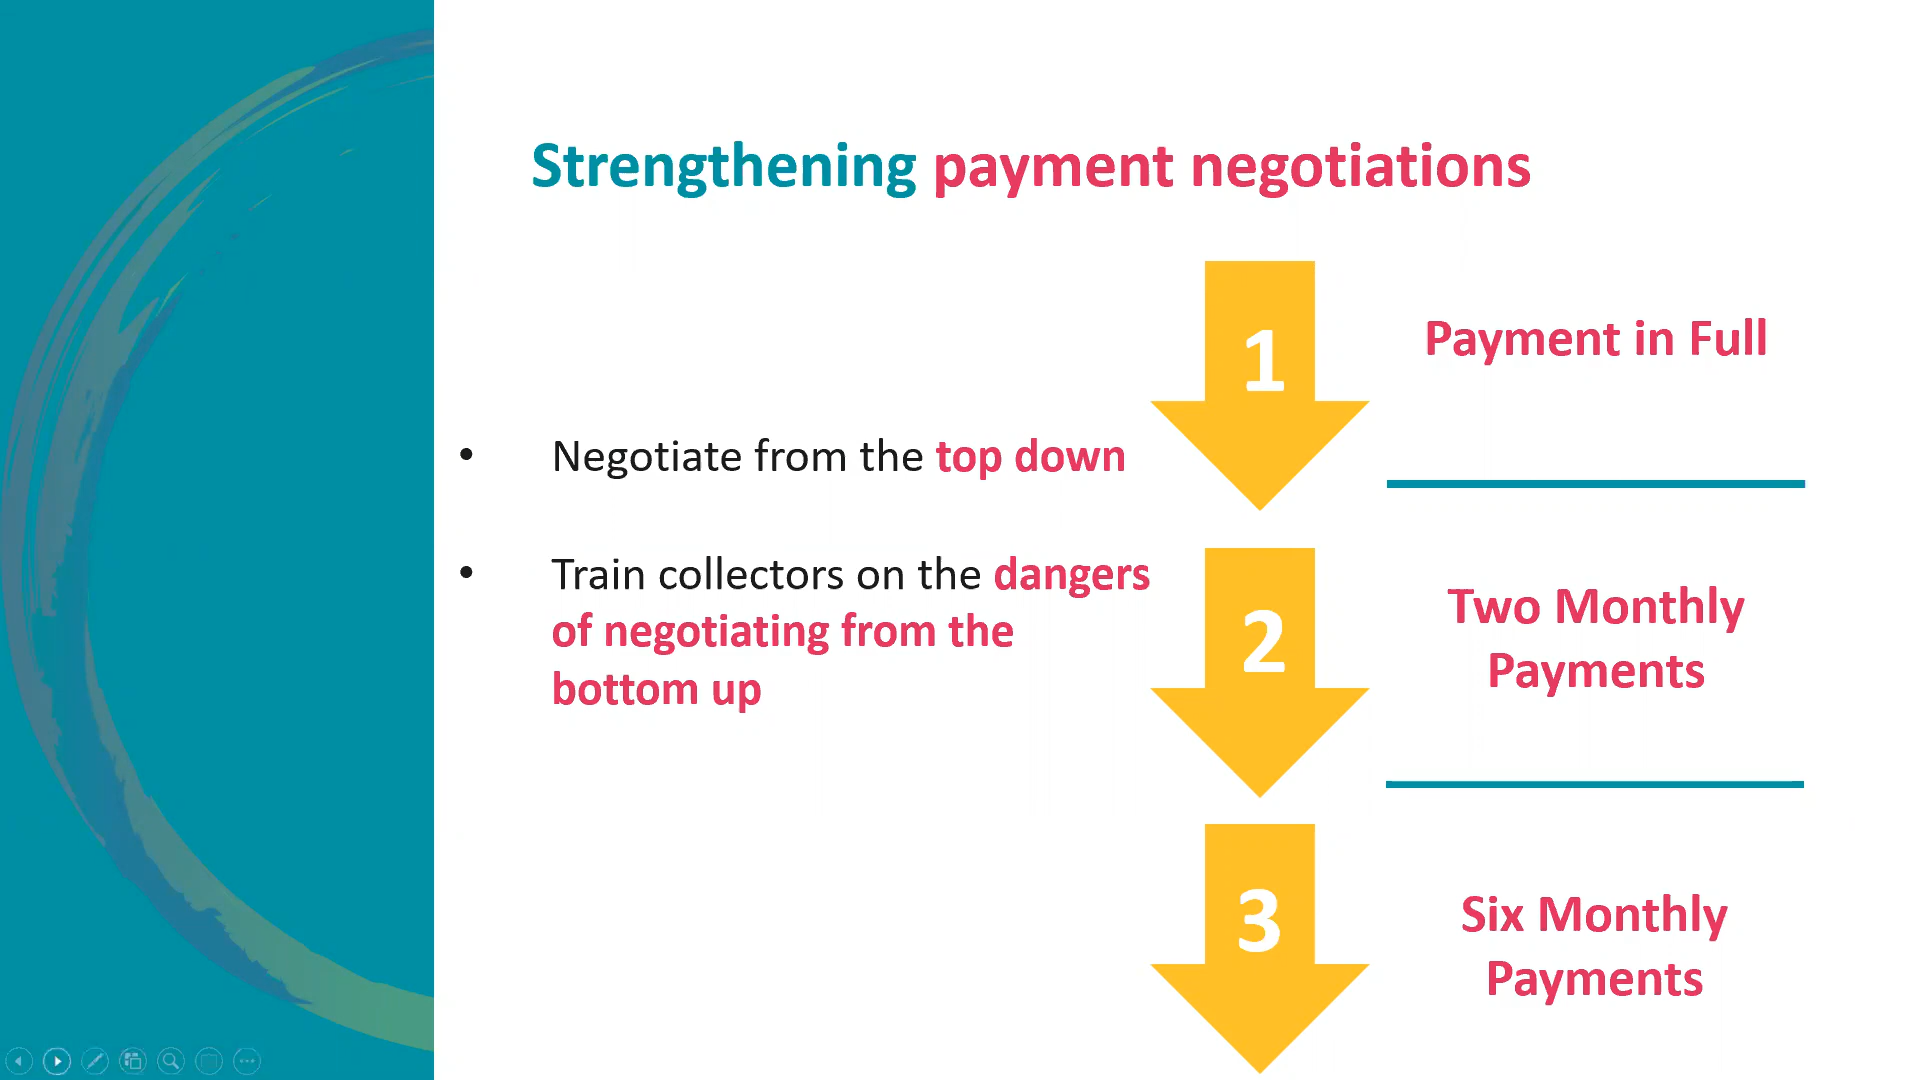 Strengthening payment negotiations
• Negotiate from the top down
• Train collectors on the dangers
of negotiating from the
bottom up
1
Payment in Full
2
Two Monthly
Payments
3
Six Monthly
Payments